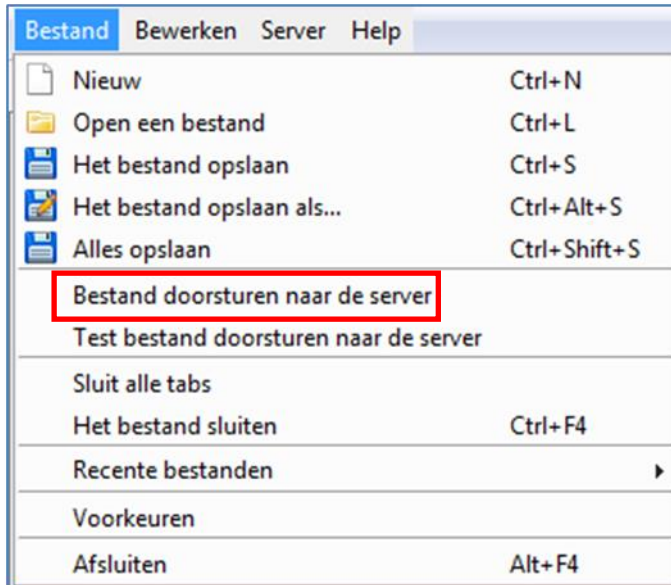 Bestand Bewerken Server Help
Nieuw Ctrl+N
Open een bestand Ctrl+L
Het bestand opslaan Ctrl+S
Het bestand opslaan als... Ctrl+Alt+S
Alles opslaan Ctrl+Shift+S
Bestand doorsturen naar de server
Test bestand doorsturen naar de server
Sluit alle tabs
Het bestand sluiten Ctrl+F4
Recente bestanden
Voorkeuren
Afsluiten Alt+F4